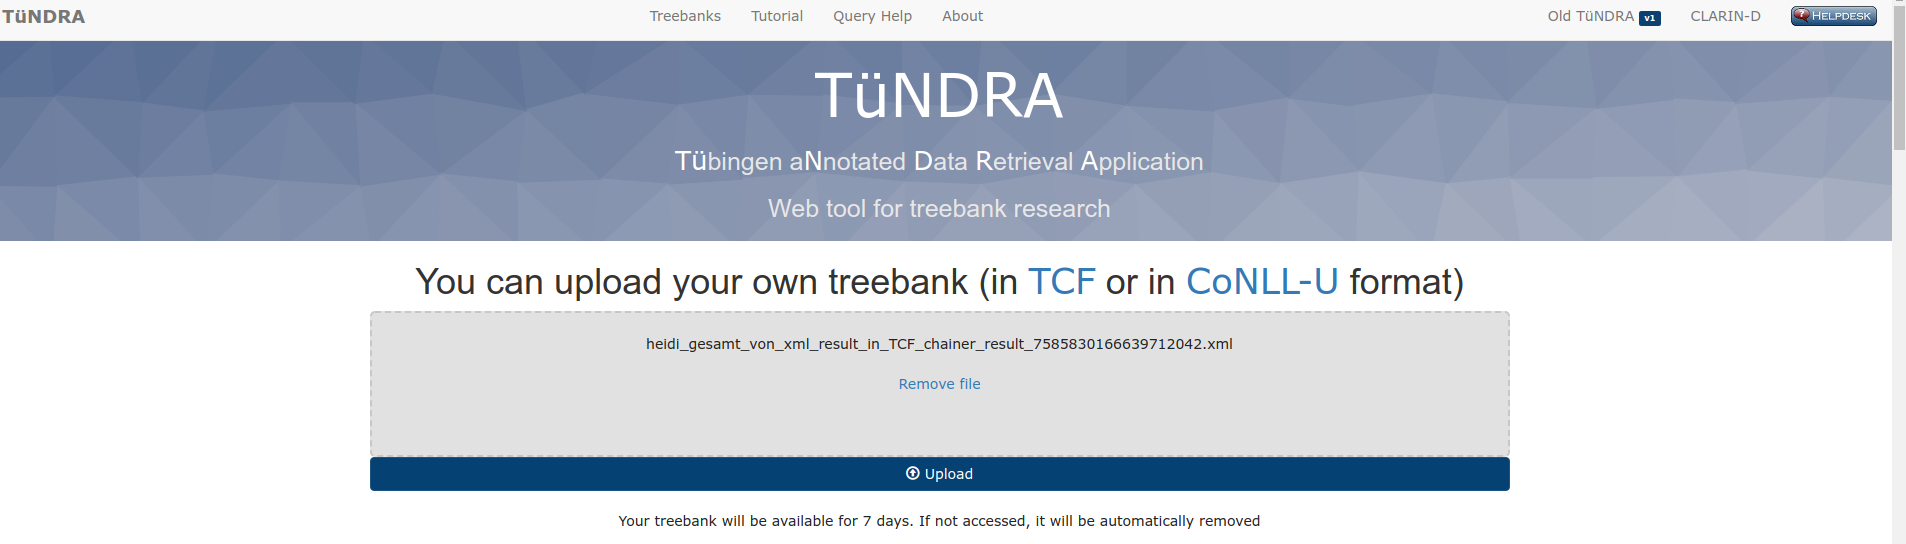 TüNDRA Treebanks Tutorial Query Help About Old TüNDRA v1 CLARIN-D HELPDESK
TüNDRA
Tübingen aNnotated Data Retrieval Application
Web tool for treebank research
You can upload your own treebank (in TCF or in CoNLL-U format)
heidi_gesamt_von_xml_result_in_TCF_chainer_result_7585830166639712042.xml
Remove file
Upload
Your treebank will be available for 7 days. If not accessed, it will be automatically removed